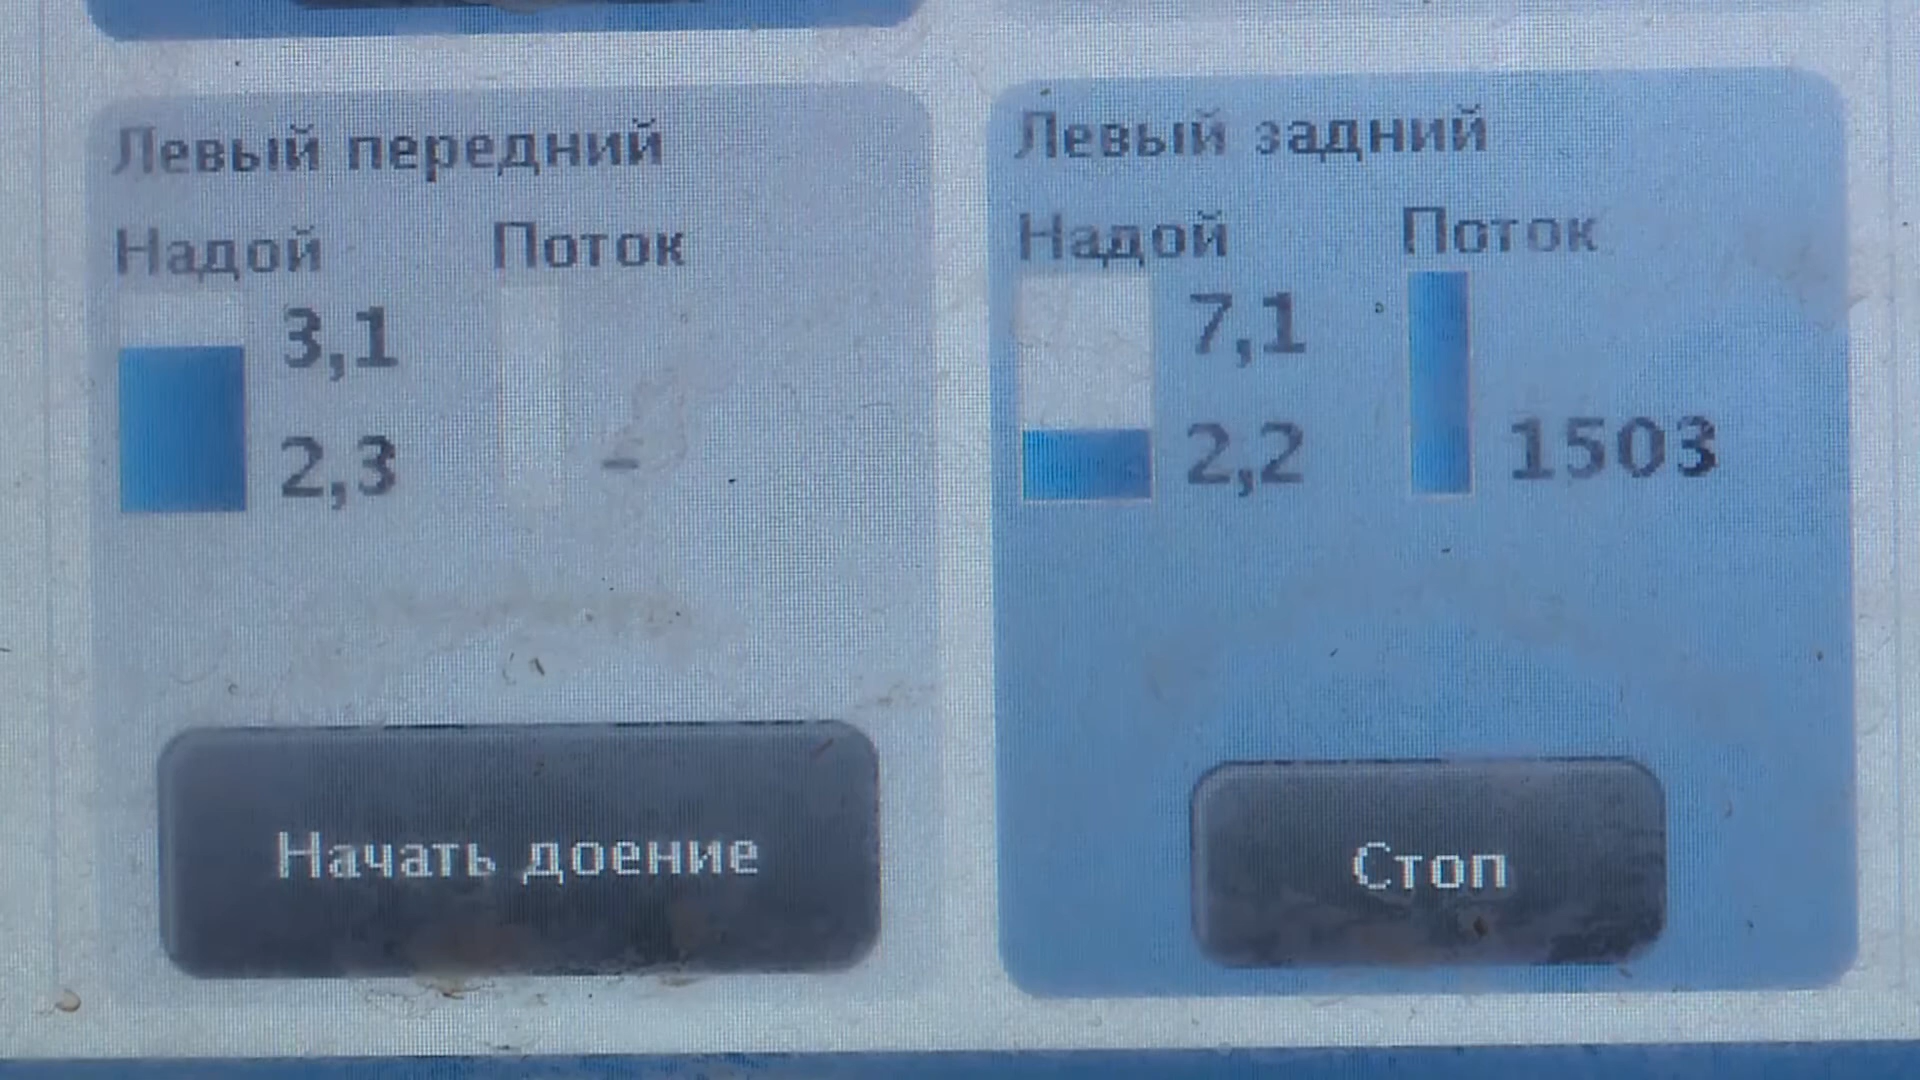 Левый передний
Надой Поток
3,1
2,3 -
Начать доение
Левый задний
Надой Поток
7,1
2,2 1503
Стоп